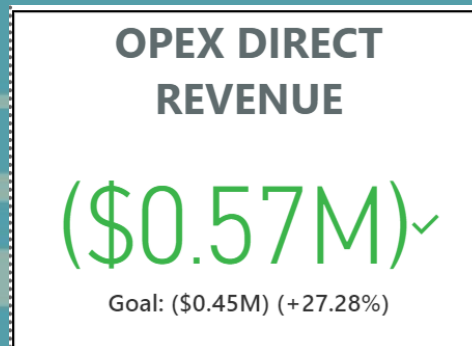 OPEX DIRECT
REVENUE
($0.57M)✓
Goal: ($0.45M) (+27.28%)